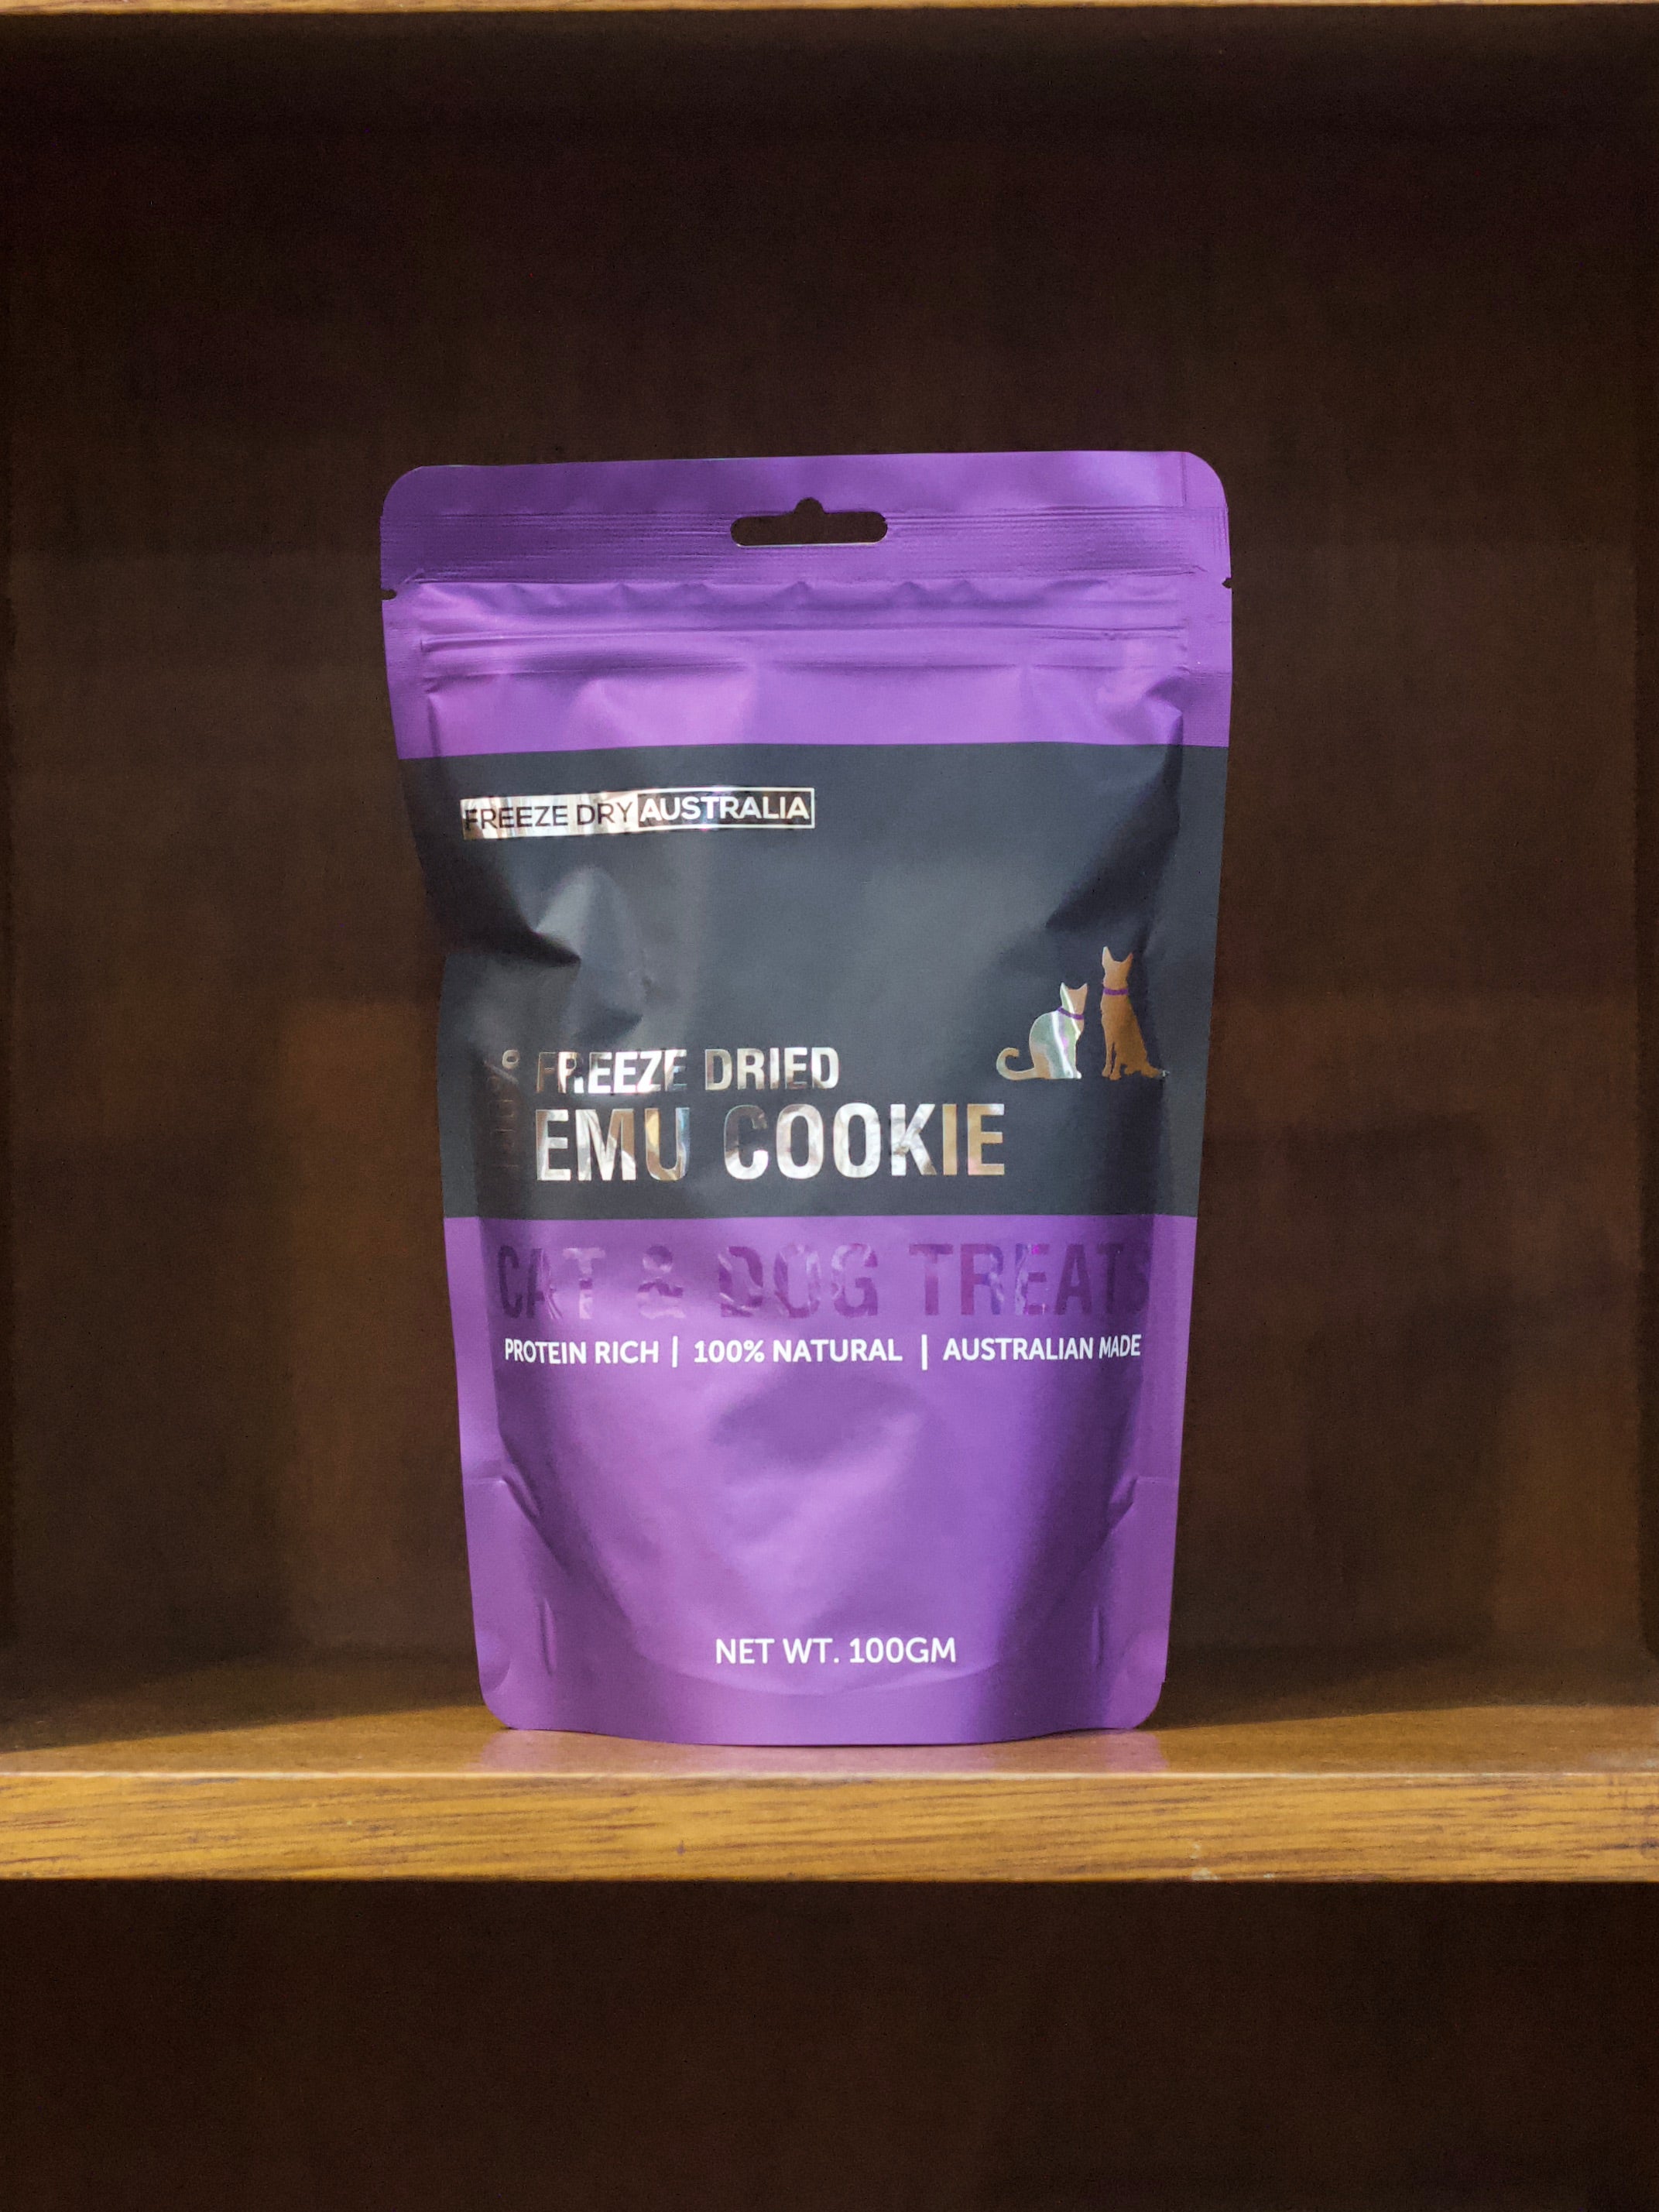 FREEZE DRY AUSTRALIA
100% FREEZE DRIED
EMU COOKIE
CAT & DOG TREATS
PROTEIN RICH | 100% NATURAL | AUSTRALIAN MADE
NET WT. 100GM